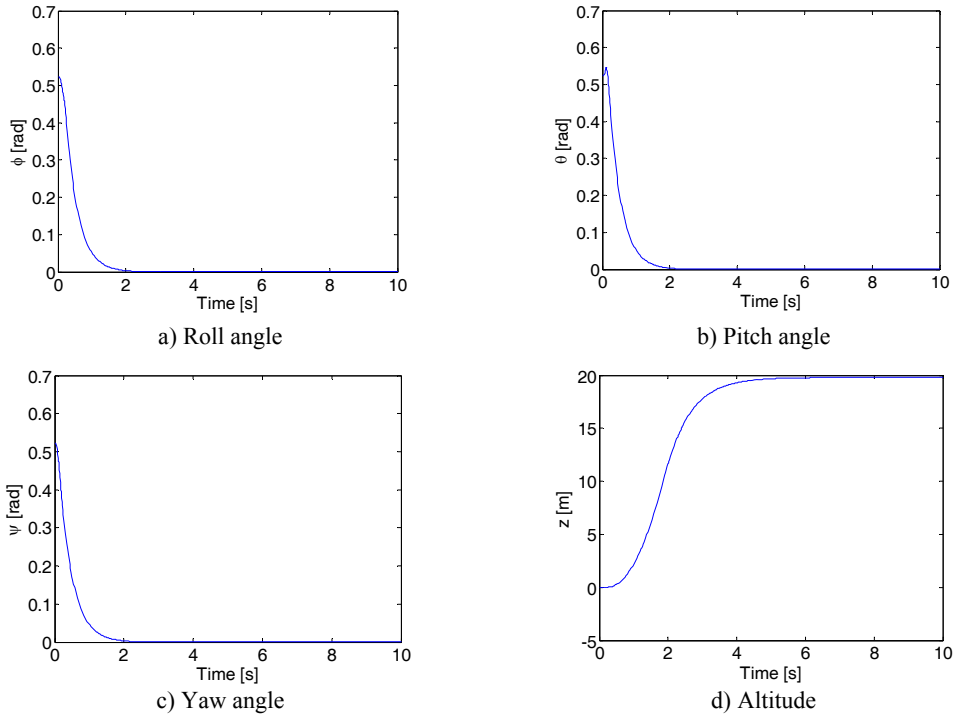 0.7
0.6
0.5
0.4
0.3
0.2
0.1
0
ϕ [rad]
0 2 4 6 8 10
Time [s]
a) Roll angle
0.7
0.6
0.5
0.4
0.3
0.2
0.1
0
θ [rad]
0 2 4 6 8 10
Time [s]
b) Pitch angle
0.7
0.6
0.5
0.4
0.3
0.2
0.1
0
ψ [rad]
0 2 4 6 8 10
Time [s]
c) Yaw angle
20
15
10
5
0
-5
z [m]
0 2 4 6 8 10
Time [s]
d) Altitude